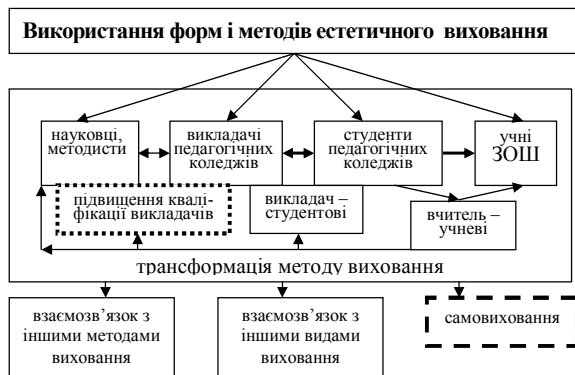 Використання форм і методів естетичного виховання
науковці,
методисти
викладачі
педагогічних
коледжів
студенти
педагогічних
коледжів
учні
ЗОШ
підвищення квалі-
фікації викладачів
викладач –
студентові
вчитель –
учневі
трансформація методу виховання
взаємозв’язок з
іншими методами
виховання
взаємозв’язок з
іншими видами
виховання
самовиховання